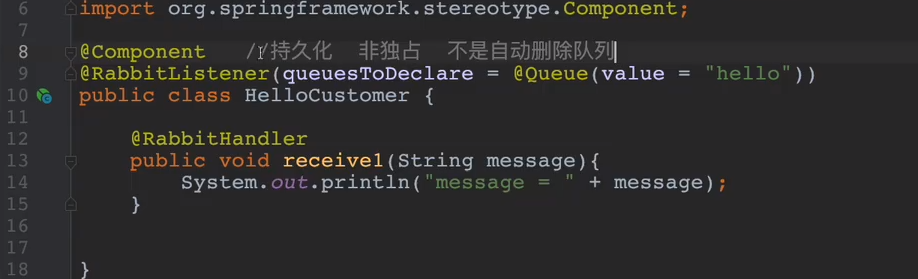 6 import org.springframework.stereotype.Component;
7
8 @Component //持久化 非独占 不是自动删除队列
9 @RabbitListener(queuesToDeclare = @Queue(value = "hello"))
10 public class HelloCustomer {
11
12 @RabbitHandler
13 public void receive1(String message){
14 System.out.println("message = " + message);
15 }
16
17
18 }